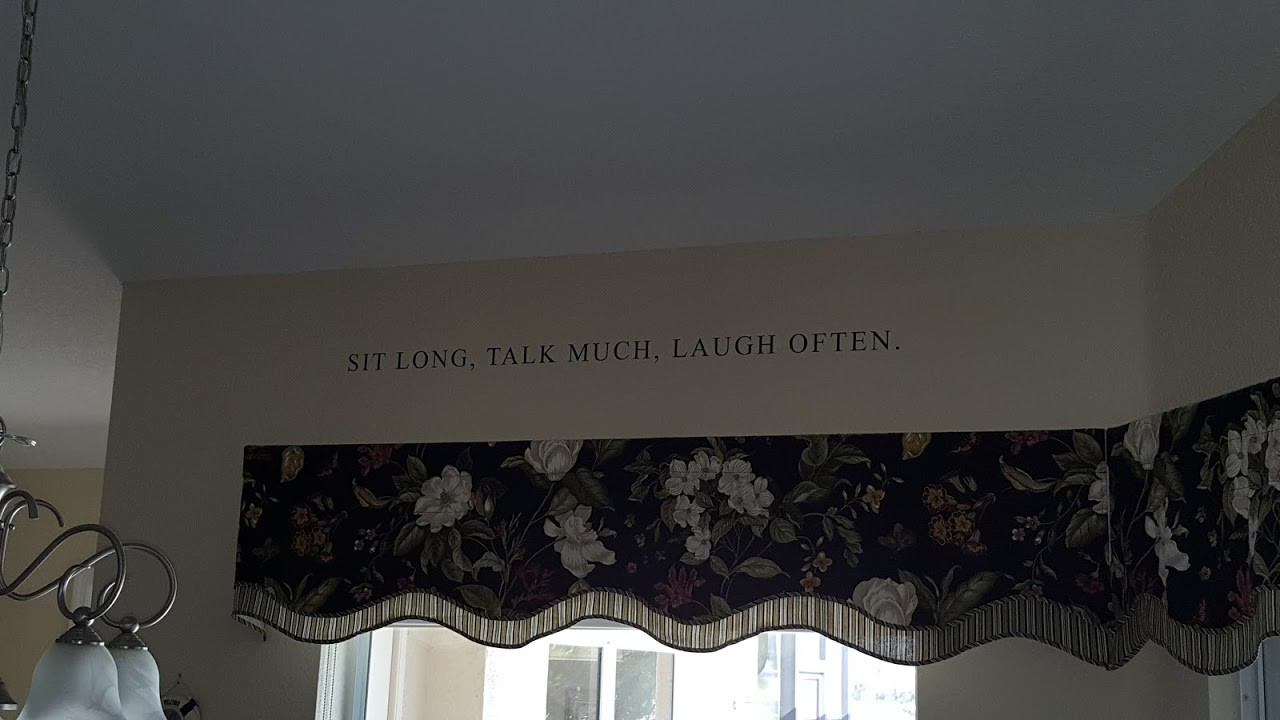 SIT LONG, TALK MUCH, LAUGH OFTEN.